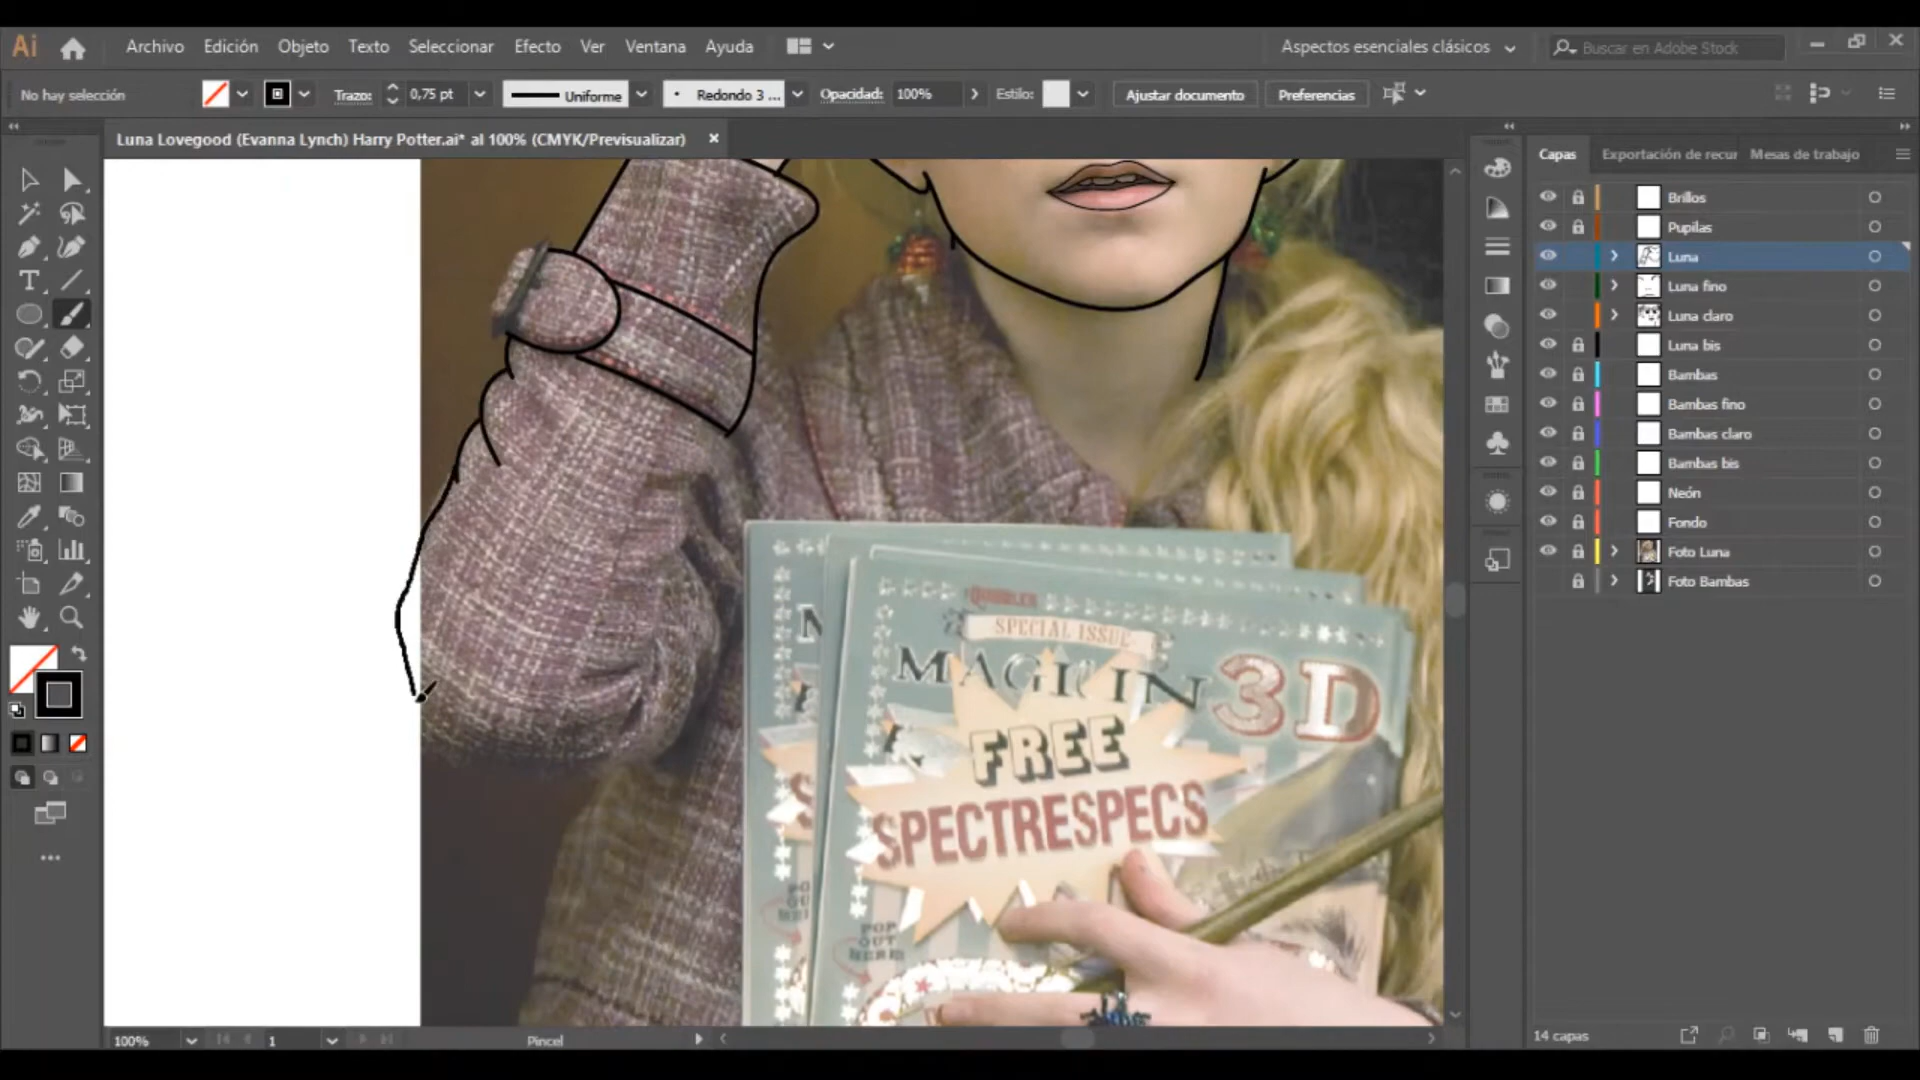 Ai Archivo Edición Objeto Texto Seleccionar Efecto Ver Ventana Ayuda Aspectos esenciales clásicos Buscar en Adobe Stock
No hay selección Trazo: 0,75 pt Uniforme Redondo 3 ... Opacidad: 100% Estilo: Ajustar documento Preferencias
Luna Lovegood (Evanna Lynch) Harry Potter.ai* al 100% (CMYK/Previsualizar)
Capas Exportación de recur Mesas de trabajo
Brillos
Pupilas
Luna
Luna fino
Luna claro
Luna bis
Bambas
Bambas fino
Bambas claro
Bambas bis
Neón
Fondo
Foto Luna
Foto Bambas
QUIBBLER
SPECIAL ISSUE
MAGIC IN 3D
FREE
SPECTRESPECS
POP
OUT
HERE
100% 1 Pincel
14 capas